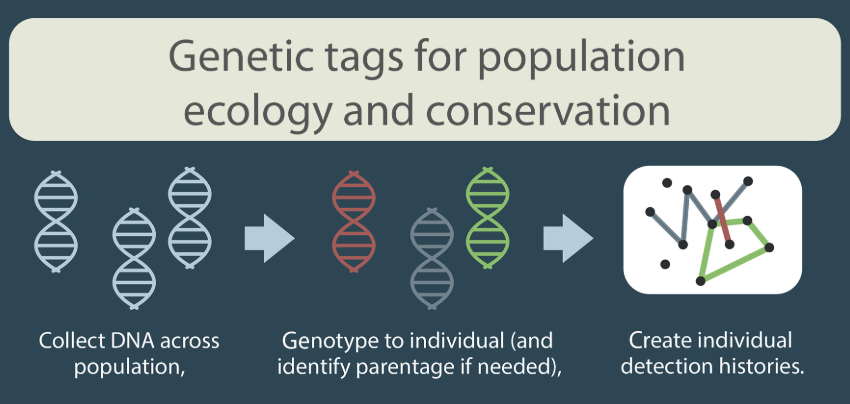 Genetic tags for population
ecology and conservation
Collect DNA across
population,
Genotype to individual (and
identify parentage if needed),
Create individual
detection histories.